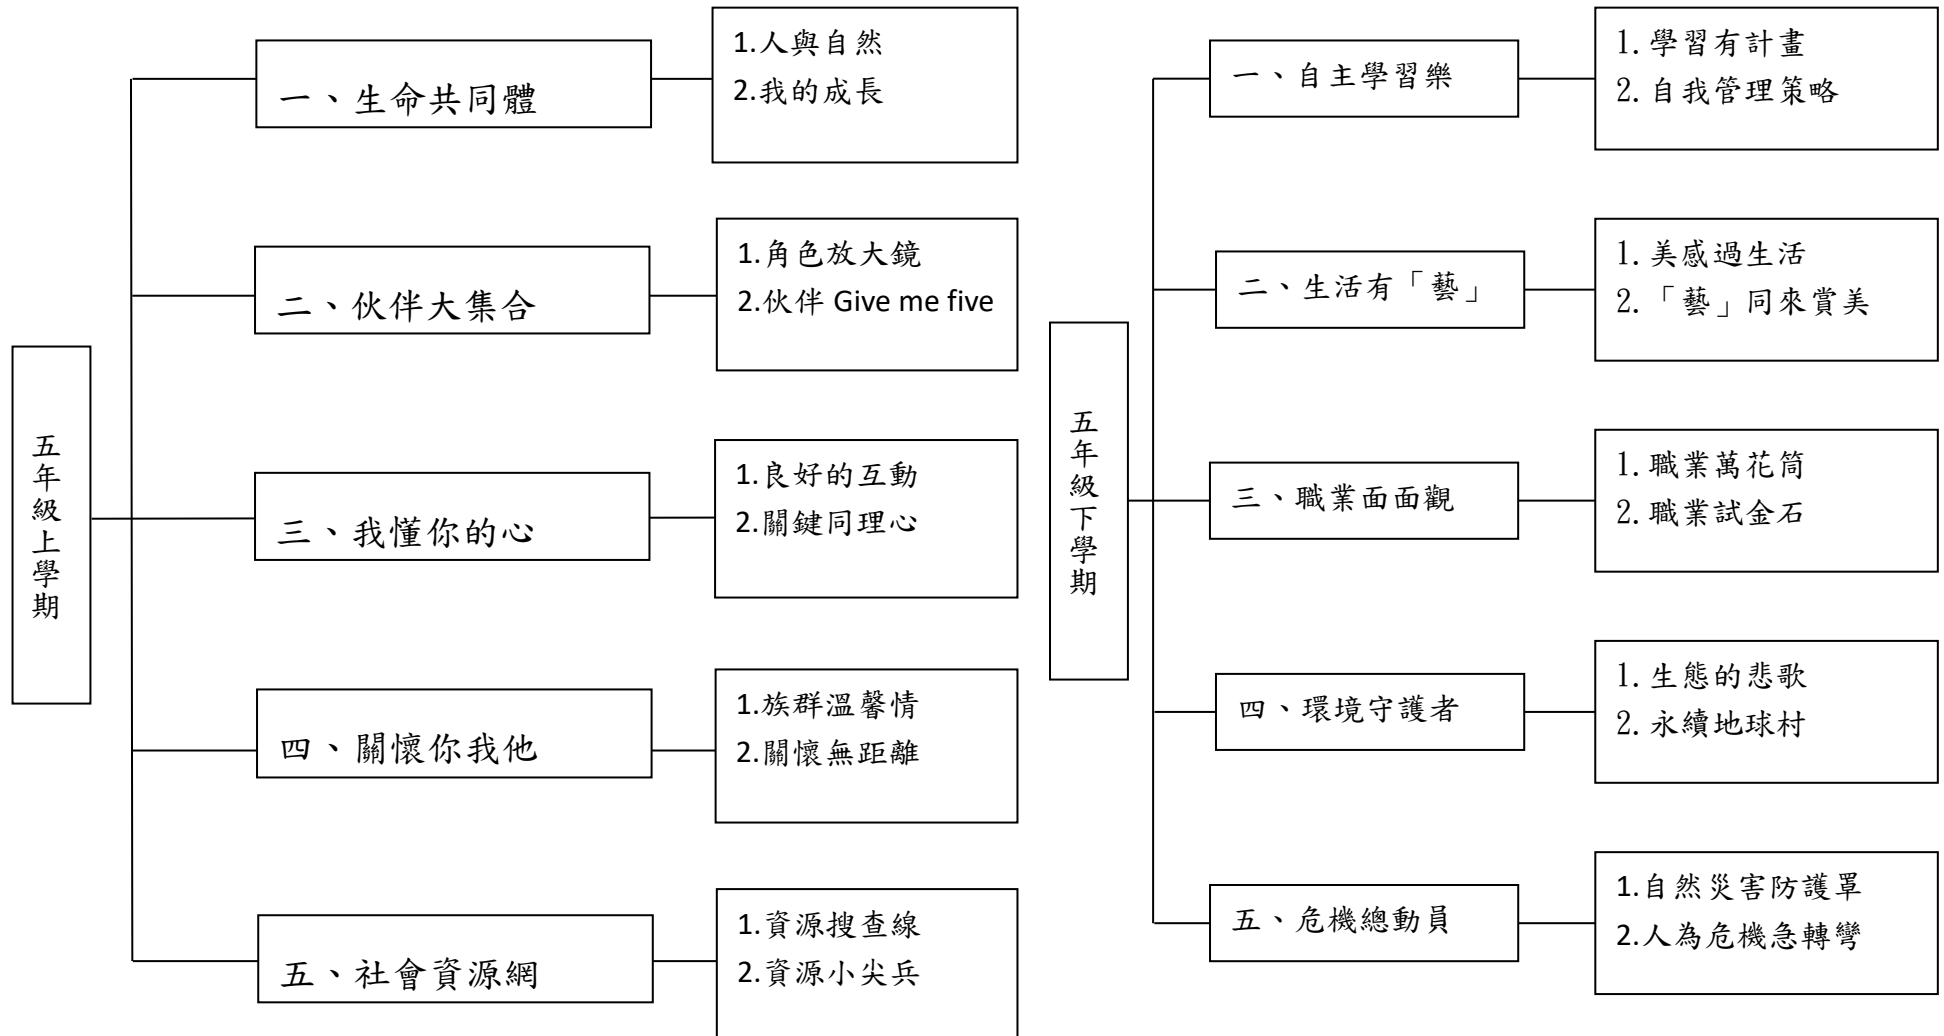 五年級上學期
一、生命共同體
1.人與自然
2.我的成長
二、伙伴大集合
1.角色放大鏡
2.伙伴 Give me five
三、我懂你的心
1.良好的互動
2.關鍵同理心
四、關懷你我他
1.族群溫馨情
2.關懷無距離
五、社會資源網
1.資源搜查線
2.資源小尖兵
五年級下學期
一、自主學習樂
1.學習有計畫
2.自我管理策略
二、生活有「藝」
1.美感過生活
2.「藝」同來賞美
三、職業面面觀
1.職業萬花筒
2.職業試金石
四、環境守護者
1.生態的悲歌
2.永續地球村
五、危機總動員
1.自然災害防護罩
2.人為危機急轉彎